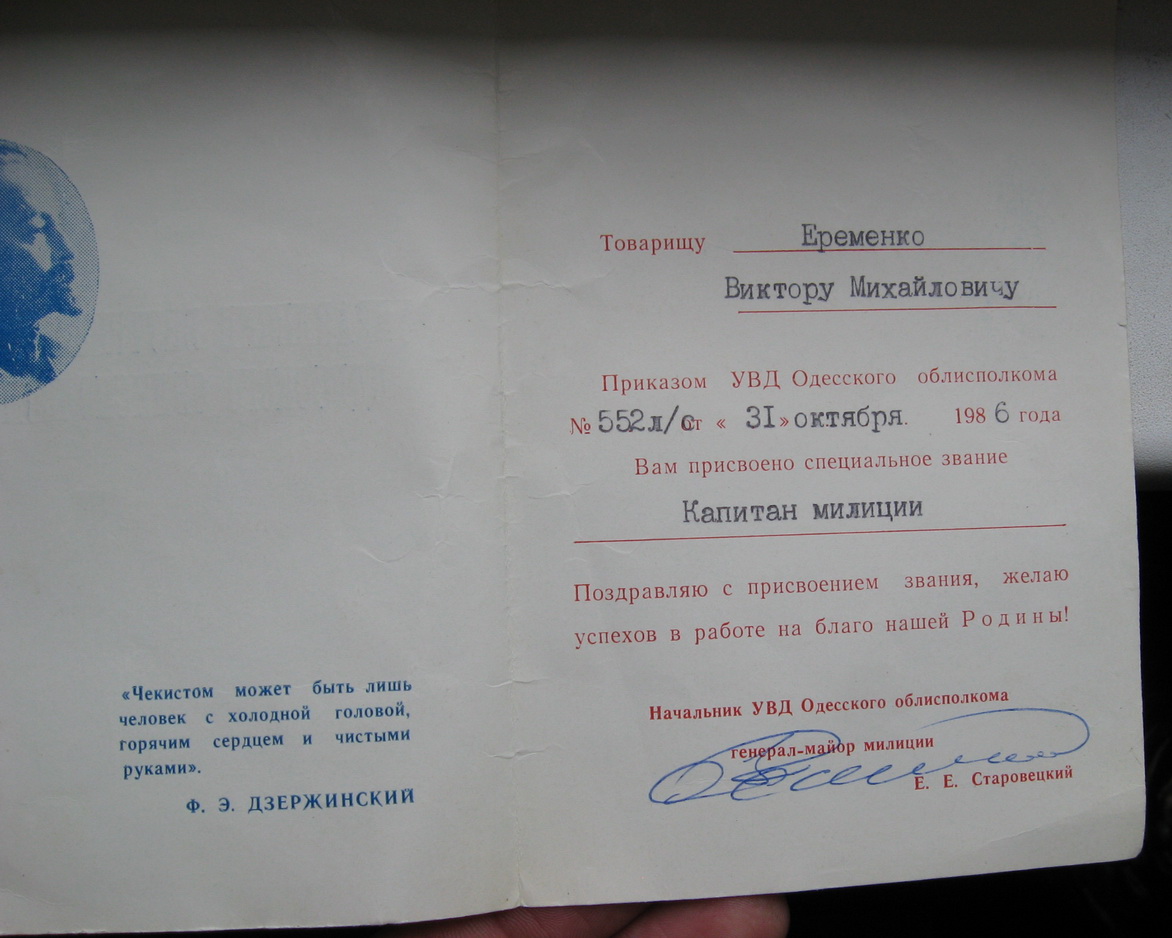 «Чекистом может быть лишь
человек с холодной головой,
горячим сердцем и чистыми
руками».
Ф. Э. ДЗЕРЖИНСКИЙ
Товарищу Еременко
Виктору Михайловичу
Приказом УВД Одесского облисполкома
№ 552л/с от « 31 » октября. 1986 года
Вам присвоено специальное звание
Капитан милиции
Поздравляю с присвоением звания, желаю
успехов в работе на благо нашей Родины!
Начальник УВД Одесского облисполкома
генерал-майор милиции
Е. Е. Старовецкий